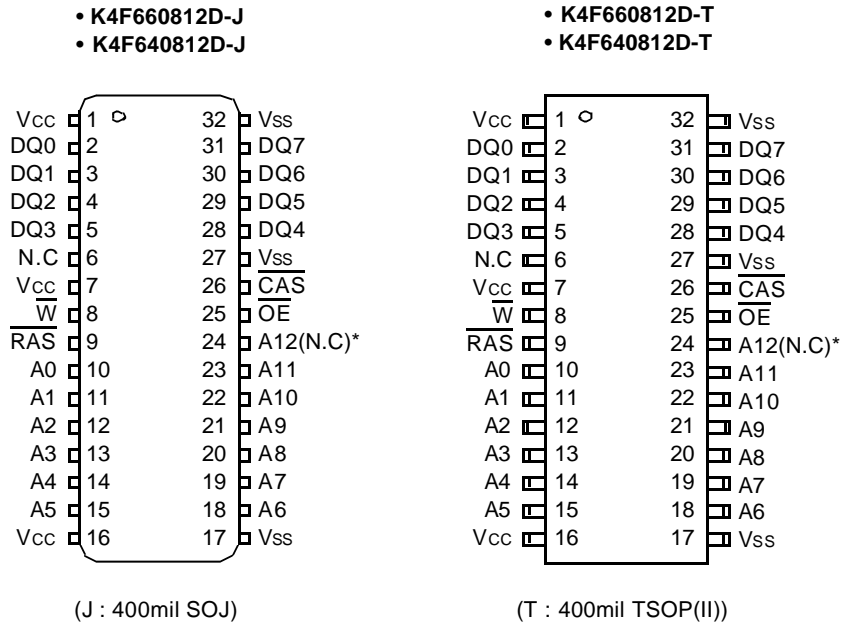 • K4F660812D-J
• K4F640812D-J
VCC 1 32 VSS
DQ0 2 31 DQ7
DQ1 3 30 DQ6
DQ2 4 29 DQ5
DQ3 5 28 DQ4
N.C 6 27 VSS
VCC 7 26 CAS
W 8 25 OE
RAS 9 24 A12(N.C)*
A0 10 23 A11
A1 11 22 A10
A2 12 21 A9
A3 13 20 A8
A4 14 19 A7
A5 15 18 A6
VCC 16 17 VSS
(J : 400mil SOJ)
• K4F660812D-T
• K4F640812D-T
VCC 1 32 VSS
DQ0 2 31 DQ7
DQ1 3 30 DQ6
DQ2 4 29 DQ5
DQ3 5 28 DQ4
N.C 6 27 VSS
VCC 7 26 CAS
W 8 25 OE
RAS 9 24 A12(N.C)*
A0 10 23 A11
A1 11 22 A10
A2 12 21 A9
A3 13 20 A8
A4 14 19 A7
A5 15 18 A6
VCC 16 17 VSS
(T : 400mil TSOP(II))